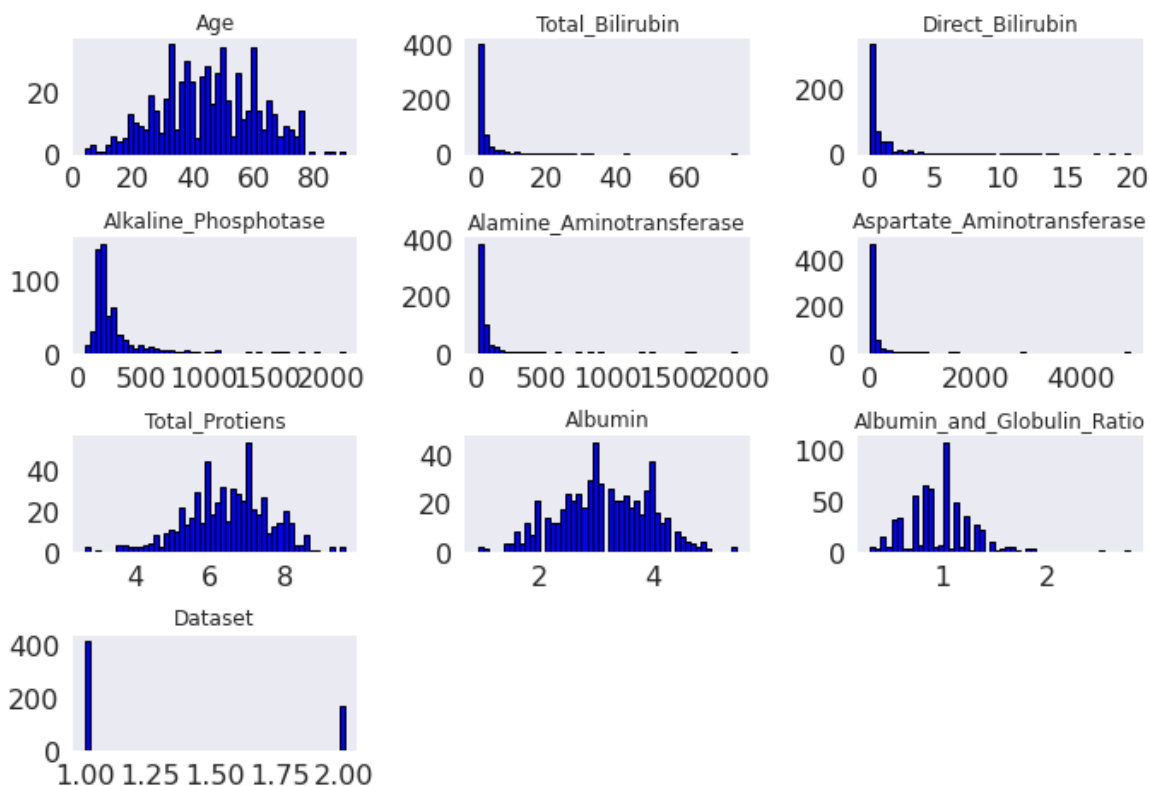 Age Total_Bilirubin Direct_Bilirubin
20 0
0 20 40 60 80
400 200 0
0 20 40 60
200 0
0 5 10 15 20
Alkaline_Phosphotase Alamine_Aminotransferase Aspartate_Aminotransferase
100 0
0 500 1000 1500 2000
400 200 0
0 500 1000 1500 2000
400 200 0
0 2000 4000
Total_Protiens Albumin Albumin_and_Globulin_Ratio
40 20 0
4 6 8
40 20 0
2 4
100 50 0
1 2
Dataset
400 200 0
1.00 1.25 1.50 1.75 2.00